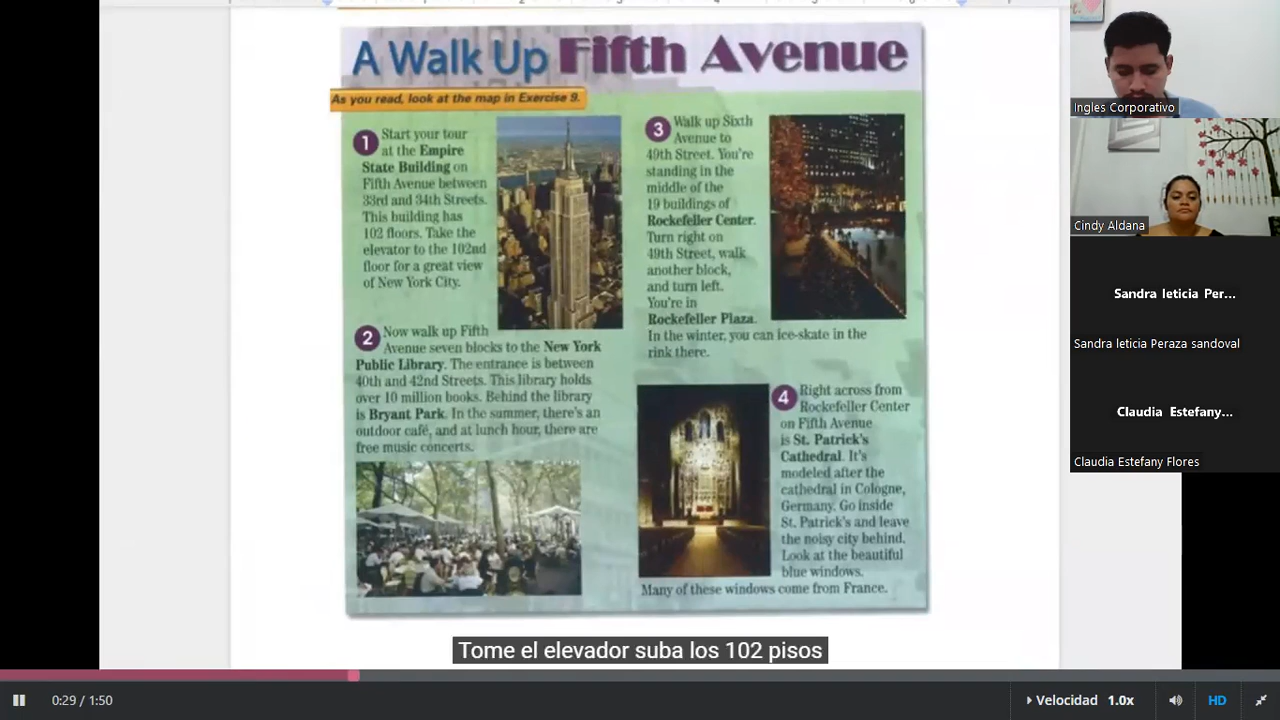 A Walk Up Fifth Avenue
As you read, look at the map in Exercise 9.
1 Start your tour
at the Empire
State Building on
Fifth Avenue between
33rd and 34th Streets.
This building has
102 floors. Take the
elevator to the 102nd
floor for a great view
of New York City.
2 Now walk up Fifth
Avenue seven blocks to the New York
Public Library. The entrance is between
40th and 42nd Streets. This library holds
over 10 million books. Behind the library
is Bryant Park. In the summer, there's an
outdoor café, and at lunch hour, there are
free music concerts.
3 Walk up Sixth
Avenue to
49th Street. You're
standing in the
middle of the
19 buildings of
Rockefeller Center.
Turn right on
49th Street, walk
another block,
and turn left.
You're in
Rockefeller Plaza.
In the winter, you can ice-skate in the
rink there.
4 Right across from
Rockefeller Center
on Fifth Avenue
is St. Patrick's
Cathedral. It's
modeled after the
cathedral in Cologne,
Germany. Go inside
St. Patrick's and leave
the noisy city behind.
Look at the beautiful
blue windows.
Many of these windows come from France.
Tome el elevador suba los 102 pisos
Ingles Corporativo
Cindy Aldana
Sandra leticia Per...
Sandra leticia Peraza sandoval
Claudia Estefany...
Claudia Estefany Flores
0:29 / 1:50
Velocidad 1.0x
HD